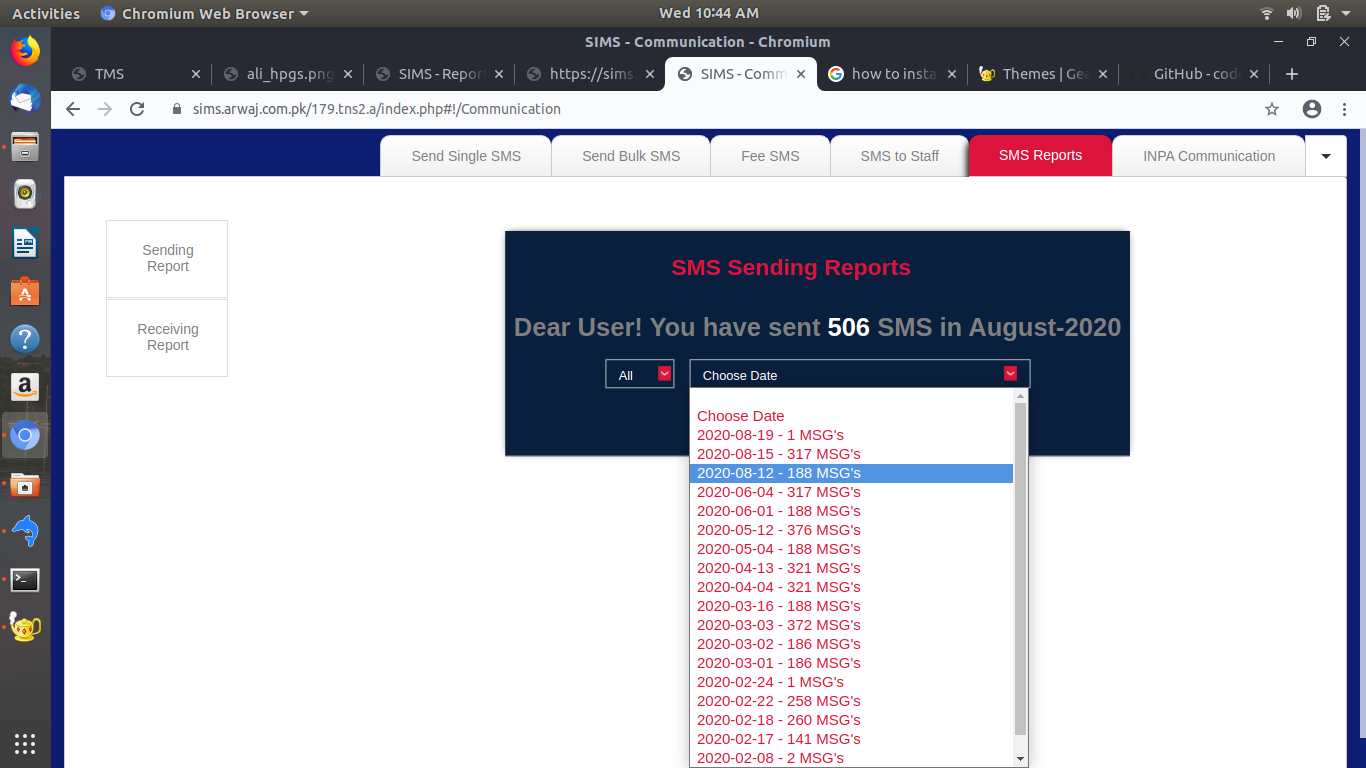 Activities Chromium Web Browser Wed 10:44 AM
SIMS - Communication - Chromium
TMS ali_hpgs.png SIMS - Repor https://sims SIMS - Comm how to insta Themes | Gea GitHub - cod
sims.arwaj.com.pk/179.tns2.a/index.php#!/Communication
Send Single SMS Send Bulk SMS Fee SMS SMS to Staff SMS Reports INPA Communication
Sending
Report
Receiving
Report
SMS Sending Reports
Dear User! You have sent 506 SMS in August-2020
All Choose Date
Choose Date
2020-08-19 - 1 MSG's
2020-08-15 - 317 MSG's
2020-08-12 - 188 MSG's
2020-06-04 - 317 MSG's
2020-06-01 - 188 MSG's
2020-05-12 - 376 MSG's
2020-05-04 - 188 MSG's
2020-04-13 - 321 MSG's
2020-04-04 - 321 MSG's
2020-03-16 - 188 MSG's
2020-03-03 - 372 MSG's
2020-03-02 - 186 MSG's
2020-03-01 - 186 MSG's
2020-02-24 - 1 MSG's
2020-02-22 - 258 MSG's
2020-02-18 - 260 MSG's
2020-02-17 - 141 MSG's
2020-02-08 - 2 MSG's